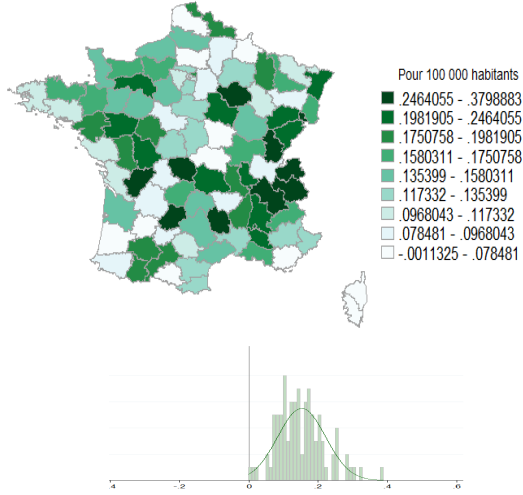 Pour 100 000 habitants
.2464055 - .3798883
.1981905 - .2464055
.1750758 - .1981905
.1580311 - .1750758
.135399 - .1580311
.117332 - .135399
.0968043 - .117332
.078481 - .0968043
-.0011325 - .078481
.4 -.2 0 .2 .4 .6